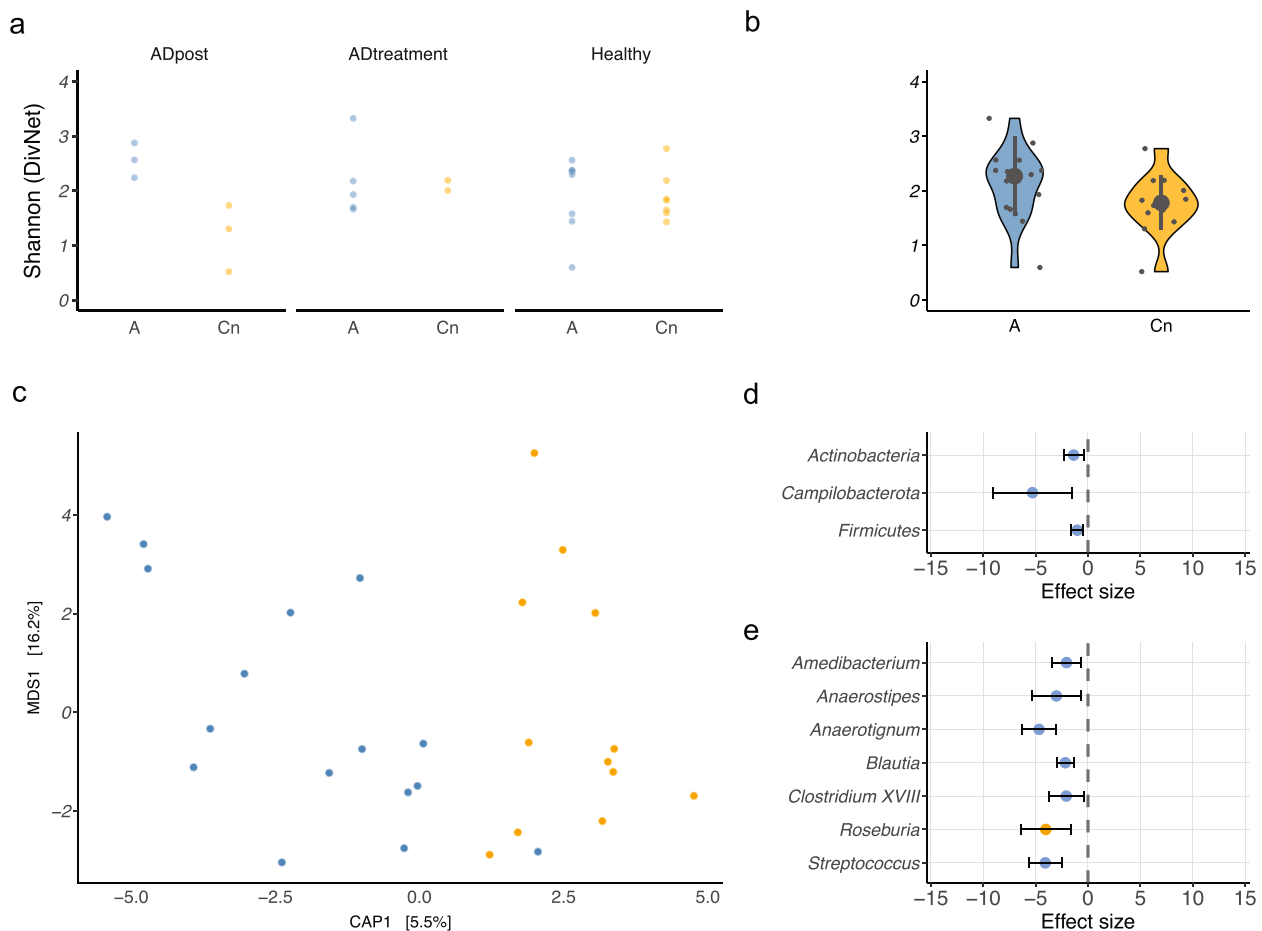 a
ADpost ADtreatment Healthy
Shannon (DivNet)
4
3
2
1
0
A Cn A Cn A Cn
b
4
3
2
1
0
A Cn
c
MDS1 [16.2%]
4
2
0
−2
−5.0 −2.5 0.0 2.5 5.0
CAP1 [5.5%]
d
Actinobacteria
Campilobacterota
Firmicutes
−15 −10 −5 0 5 10 15
Effect size
e
Amedibacterium
Anaerostipes
Anaerotignum
Blautia
Clostridium XVIII
Roseburia
Streptococcus
−15 −10 −5 0 5 10 15
Effect size